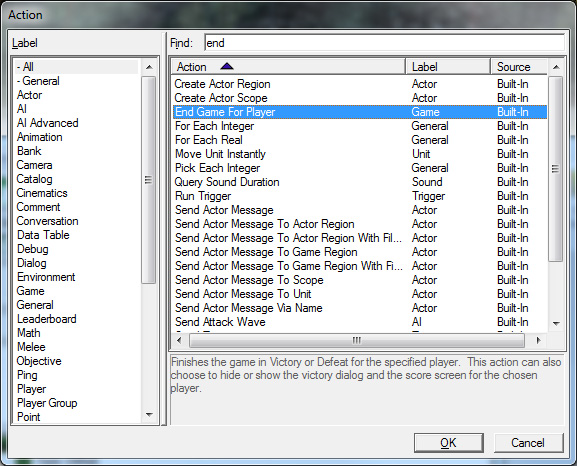 Action
Label
- All
- General
Actor
AI
AI Advanced
Animation
Bank
Camera
Catalog
Cinematics
Comment
Conversation
Data Table
Debug
Dialog
Environment
Game
General
Leaderboard
Math
Melee
Objective
Ping
Player
Player Group
Point
Find: end
Action Label Source
Create Actor Region Actor Built-In
Create Actor Scope Actor Built-In
End Game For Player Game Built-In
For Each Integer General Built-In
For Each Real General Built-In
Move Unit Instantly Unit Built-In
Pick Each Integer General Built-In
Query Sound Duration Sound Built-In
Run Trigger Trigger Built-In
Send Actor Message Actor Built-In
Send Actor Message To Actor Region Actor Built-In
Send Actor Message To Actor Region With Fil... Actor Built-In
Send Actor Message To Game Region Actor Built-In
Send Actor Message To Game Region With Fi... Actor Built-In
Send Actor Message To Scope Actor Built-In
Send Actor Message To Unit Actor Built-In
Send Actor Message Via Name Actor Built-In
Send Attack Wave AI Built-In
Finishes the game in Victory or Defeat for the specified player. This action can also
choose to hide or show the victory dialog and the score screen for the chosen
player.
OK Cancel